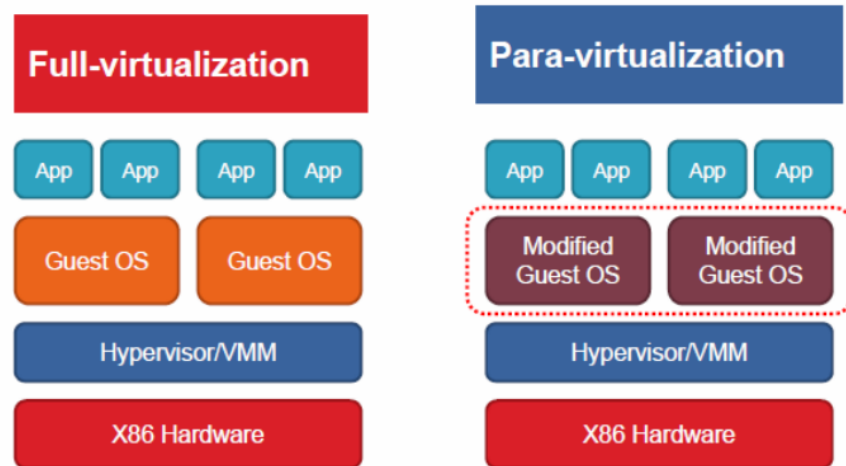 Full-virtualization
App App App App
Guest OS Guest OS
Hypervisor/VMM
X86 Hardware
Para-virtualization
App App App App
Modified Guest OS Modified Guest OS
Hypervisor/VMM
X86 Hardware